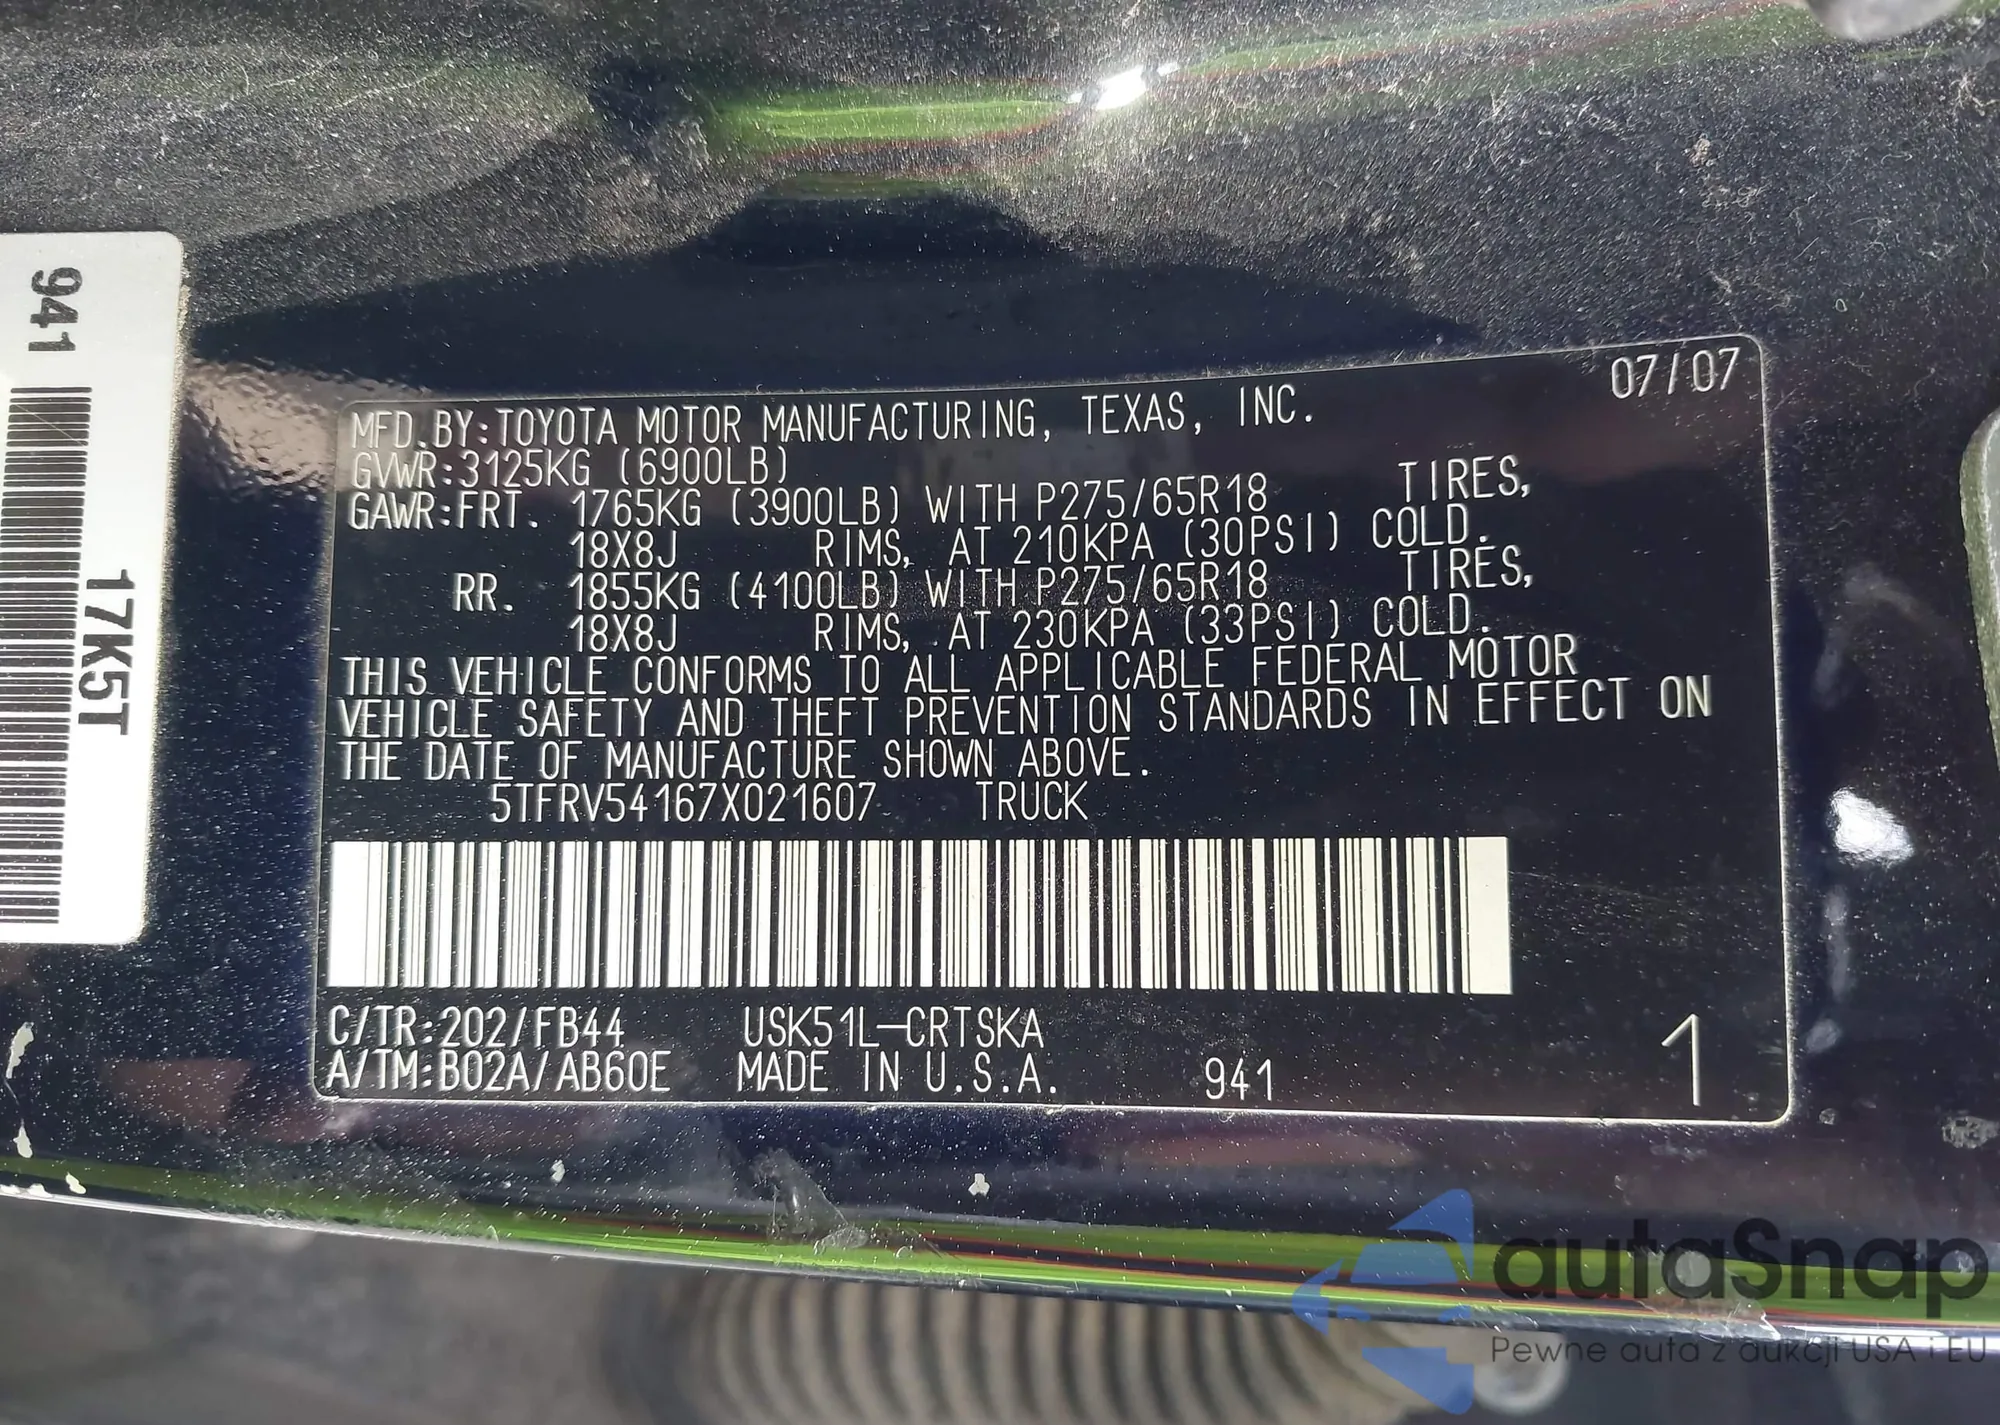 07/07
MFD.BY:TOYOTA MOTOR MANUFACTURING, TEXAS, INC.
GVWR:3125KG (6900LB)
GAWR:FRT. 1765KG (3900LB) WITH P275/65R18 TIRES,
18X8J RIMS, AT 210KPA (30PSI) COLD.
RR. 1855KG (4100LB) WITH P275/65R18 TIRES,
18X8J RIMS, AT 230KPA (33PSI) COLD.
THIS VEHICLE CONFORMS TO ALL APPLICABLE FEDERAL MOTOR
VEHICLE SAFETY AND THEFT PREVENTION STANDARDS IN EFFECT ON
THE DATE OF MANUFACTURE SHOWN ABOVE.
5TFRV54167X021607 TRUCK
C/TR:202/FB44 USK51L-CRTSKA
A/TM:B02A/AB60E MADE IN U.S.A. 941 1
941
17K5T
autaSnap
Pewne auta z aukcji USA i EU